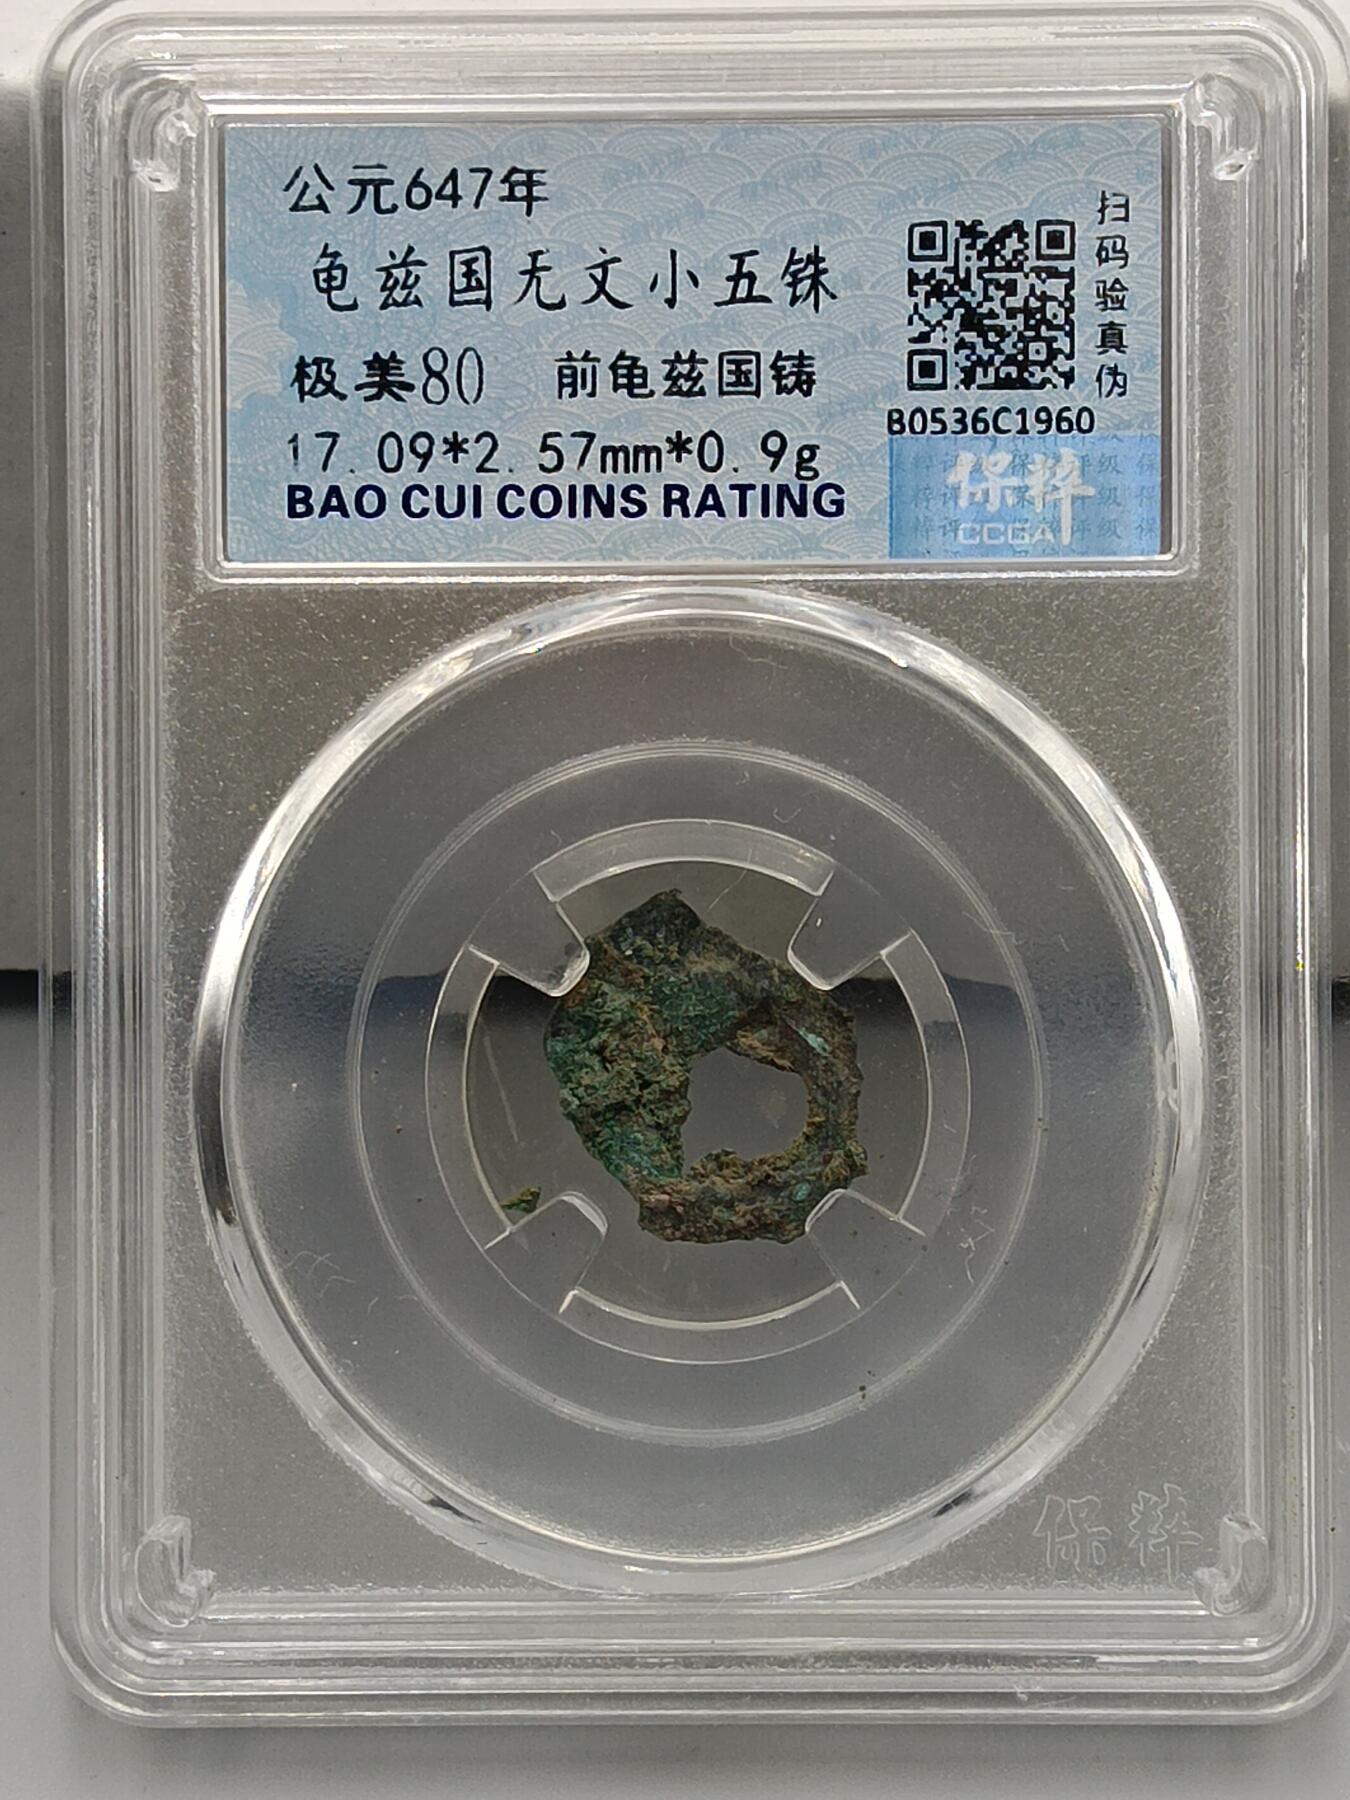 公元647年
龟兹国无文小五铢
极美80 前龟兹国铸
17.09*2.57mm*0.9g
BAO CUI COINS RATING
扫码验真伪
B0536C1960
保粹
CCGA
保粹